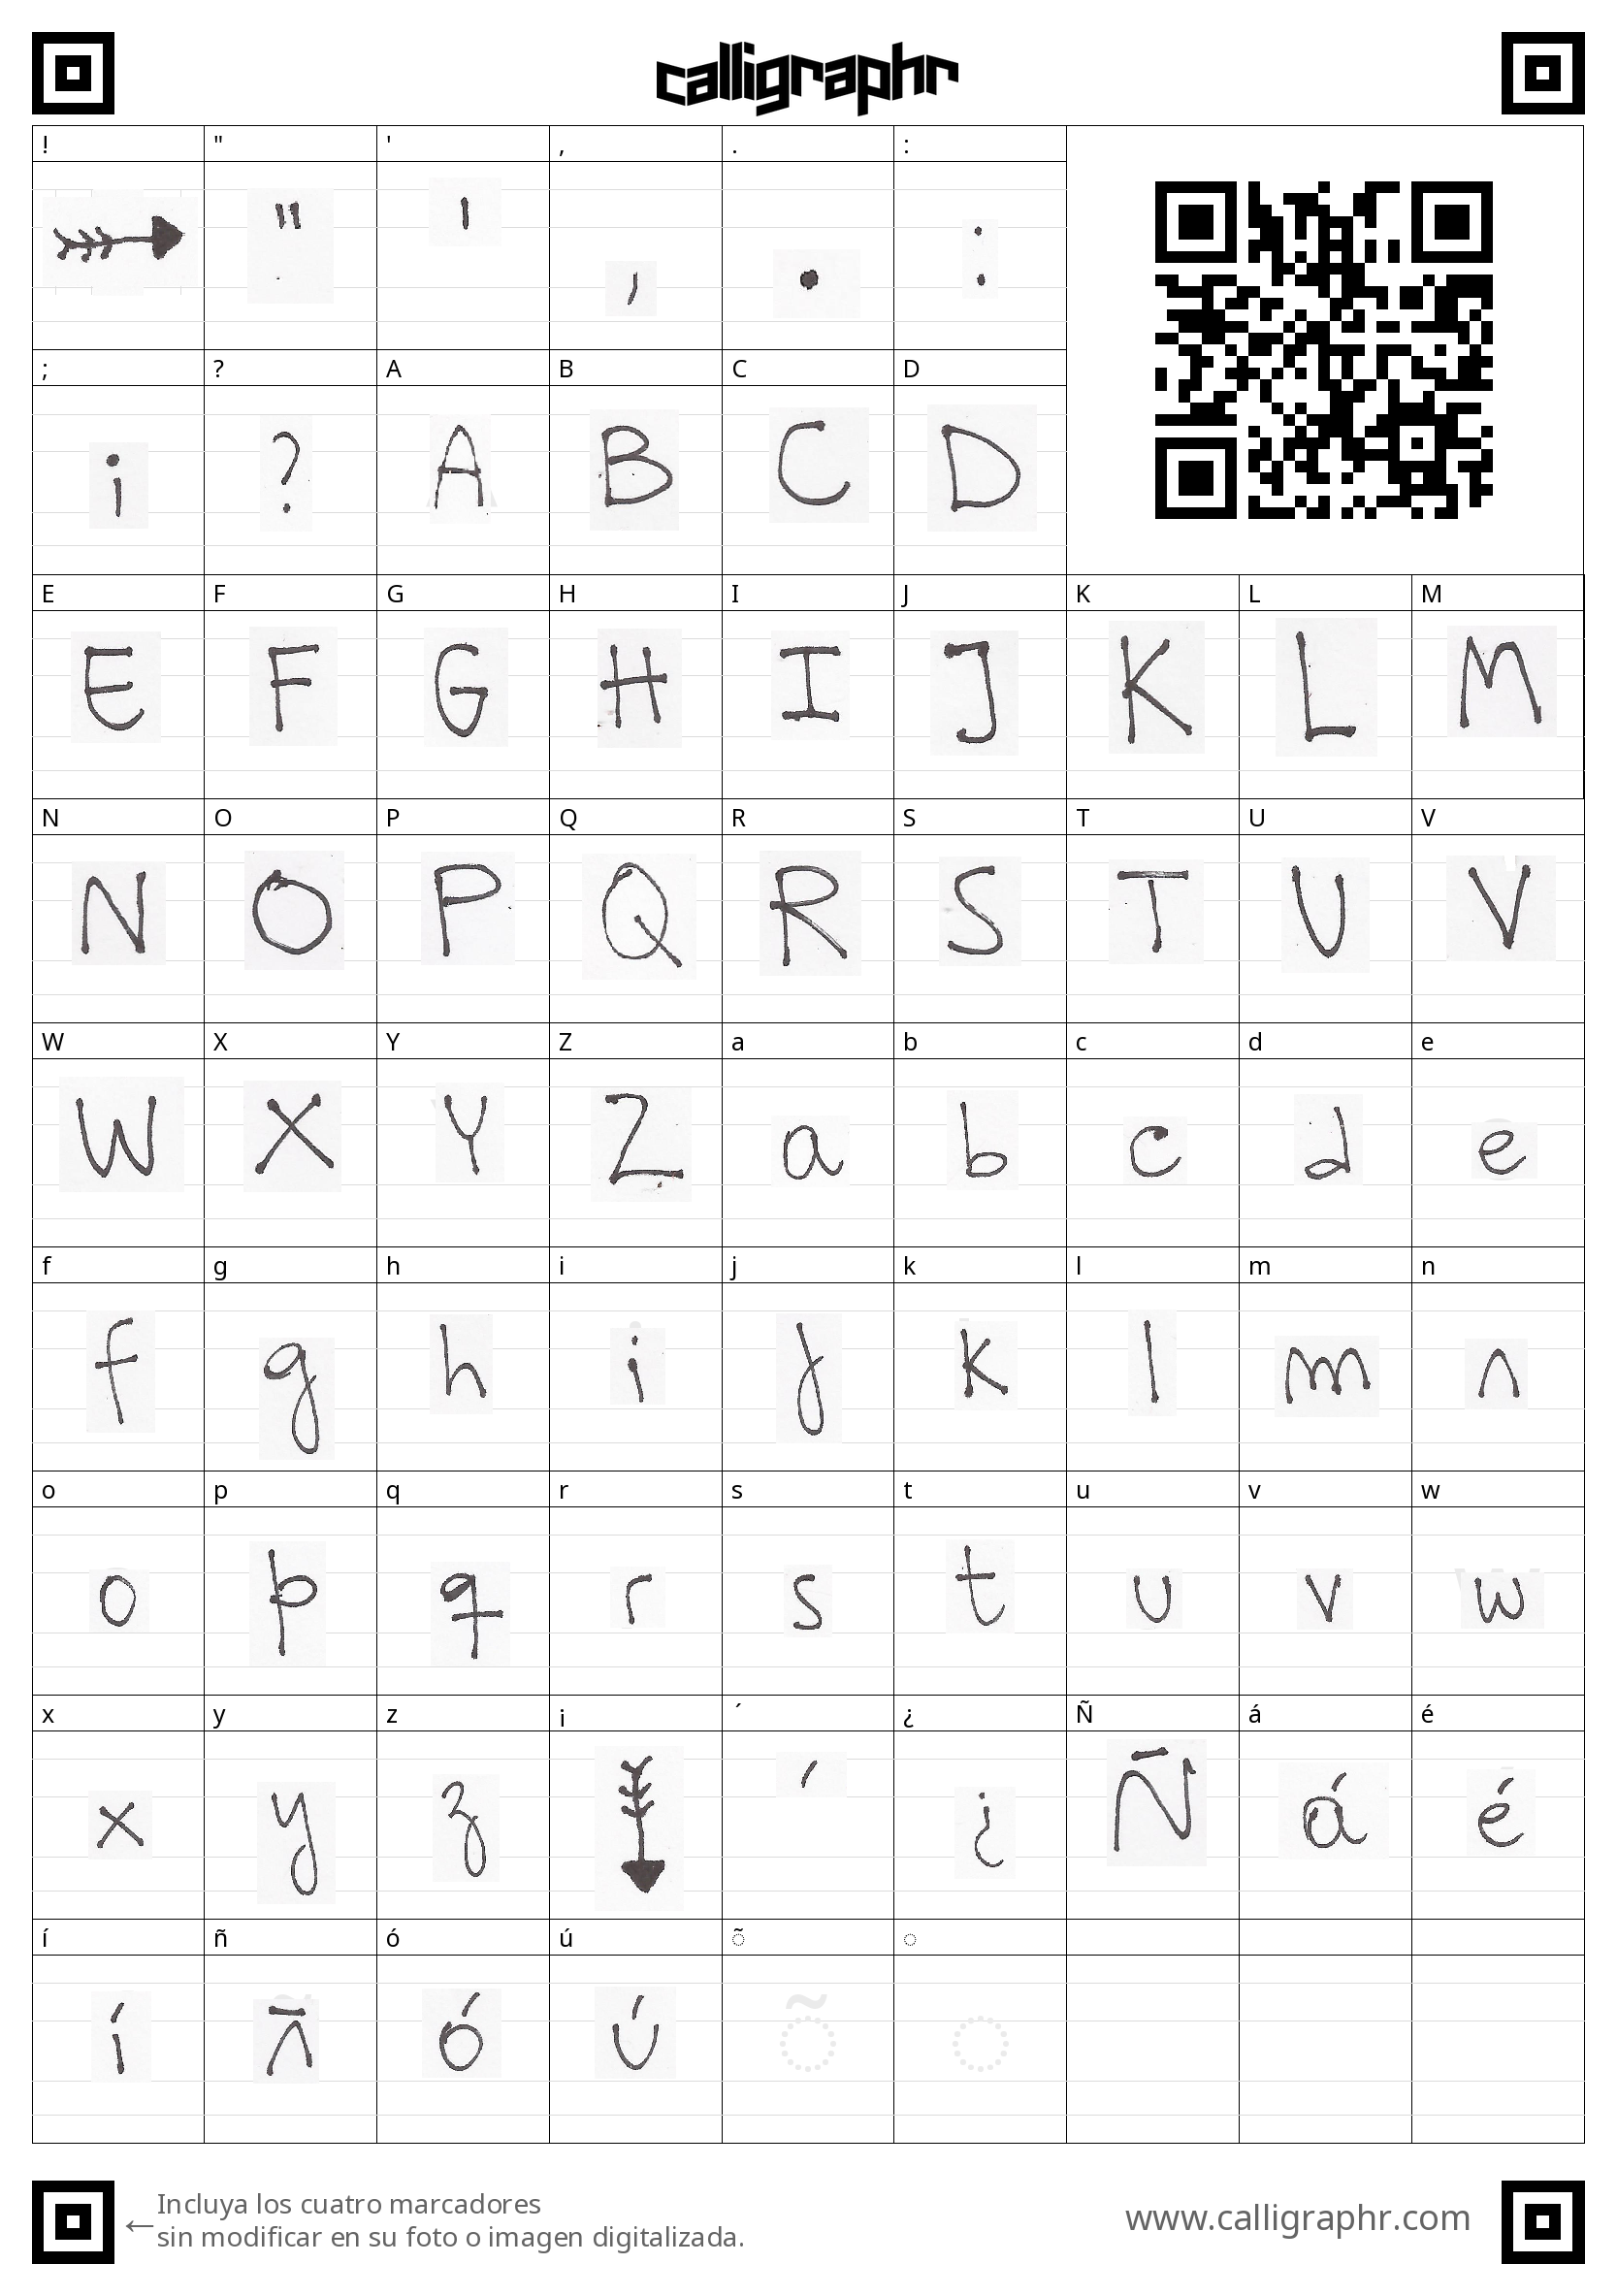 calligraphr
! " ' , . :
" ' , . :
; ? A B C D
i ? A B C D
E F G H I J K L M
E F G H I J K L M
N O P Q R S T U V
N O P Q R S T U V
W X Y Z a b c d e
W X Y Z a b c d e
f g h i j k l m n
f g h i j k l m n
o p q r s t u v w
o p q r s t u v w
x y z ¡ ´ ¿ Ñ á é
x y z ´ ¿ Ñ á é
í ñ ó ú ◌̃ ◌
í ñ ó ú ◌̃ ◌
←Incluya los cuatro marcadores
sin modificar en su foto o imagen digitalizada.
www.calligraphr.com